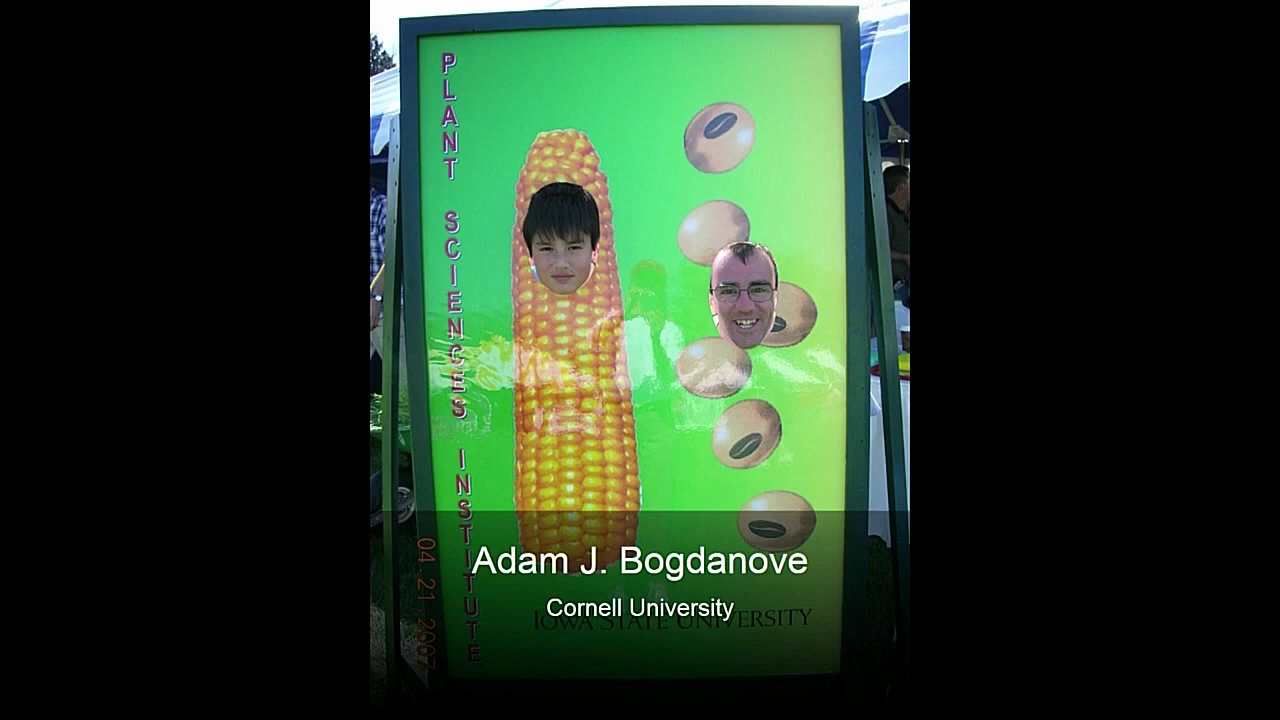 PLANT SCIENCES INSTITUTE
Adam J. Bogdanove
Cornell University
IOWA STATE UNIVERSITY
04.21.2007